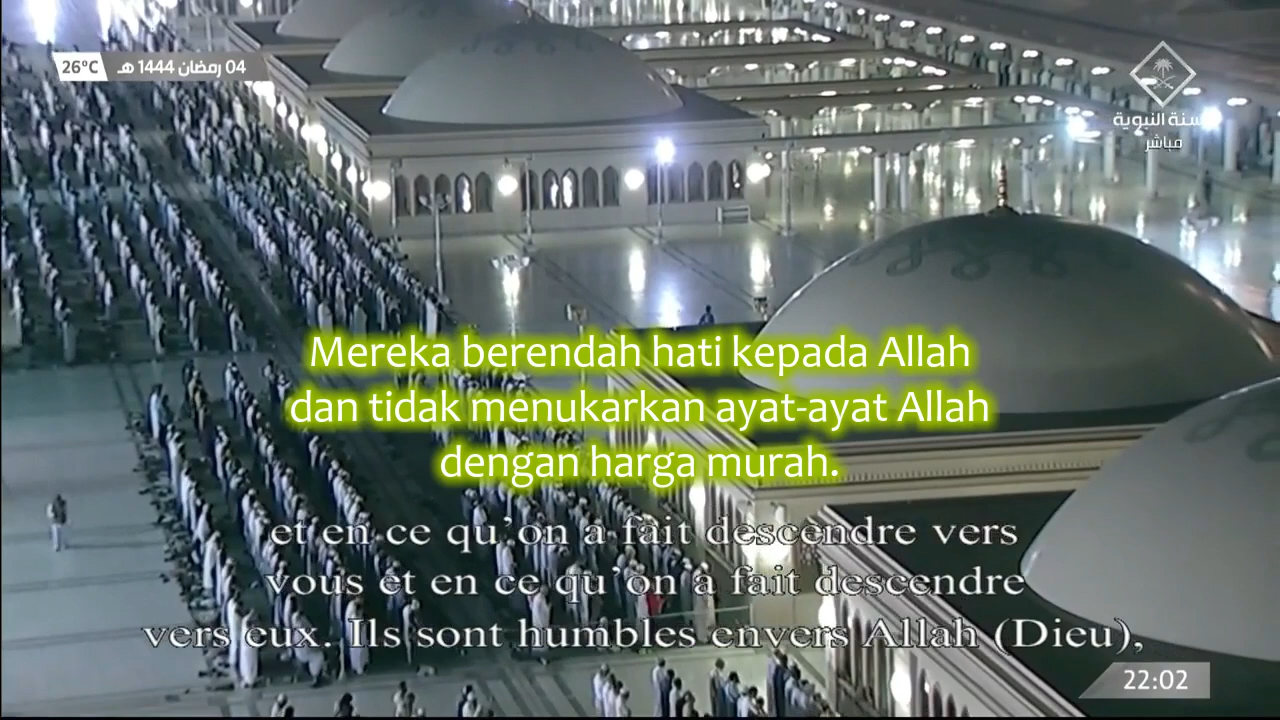 26°C
04 رمضان 1444 هـ
سنة النبوية
مباشر
Mereka berendah hati kepada Allah
dan tidak menukarkan ayat-ayat Allah
dengan harga murah.
et en ce qu'on a fait descendre vers
vous et en ce qu'on a fait descendre
vers eux. Ils sont humbles envers Allah (Dieu),
22:02